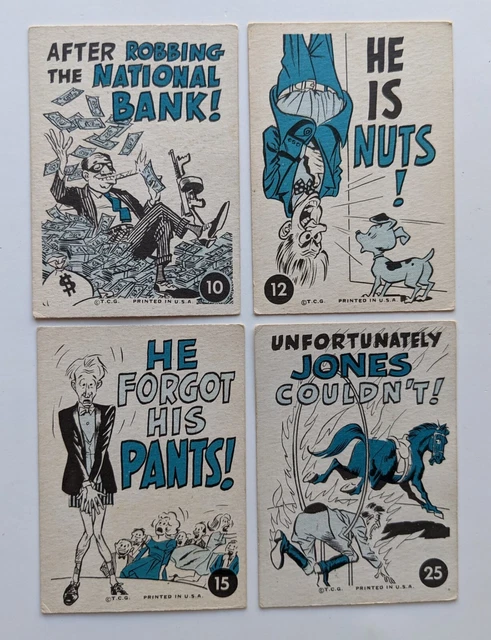 AFTER ROBBING
THE NATIONAL
BANK!
$
10
©T.C.G. PRINTED IN U.S.A.
HE
IS
NUTS
!
12
©T.C.G. PRINTED IN U.S.A.
HE
FORGOT
HIS
PANTS!
15
©T.C.G. PRINTED IN U.S.A.
UNFORTUNATELY
JONES
COULDN'T!
25
©T.C.G. PRINTED IN U.S.A.